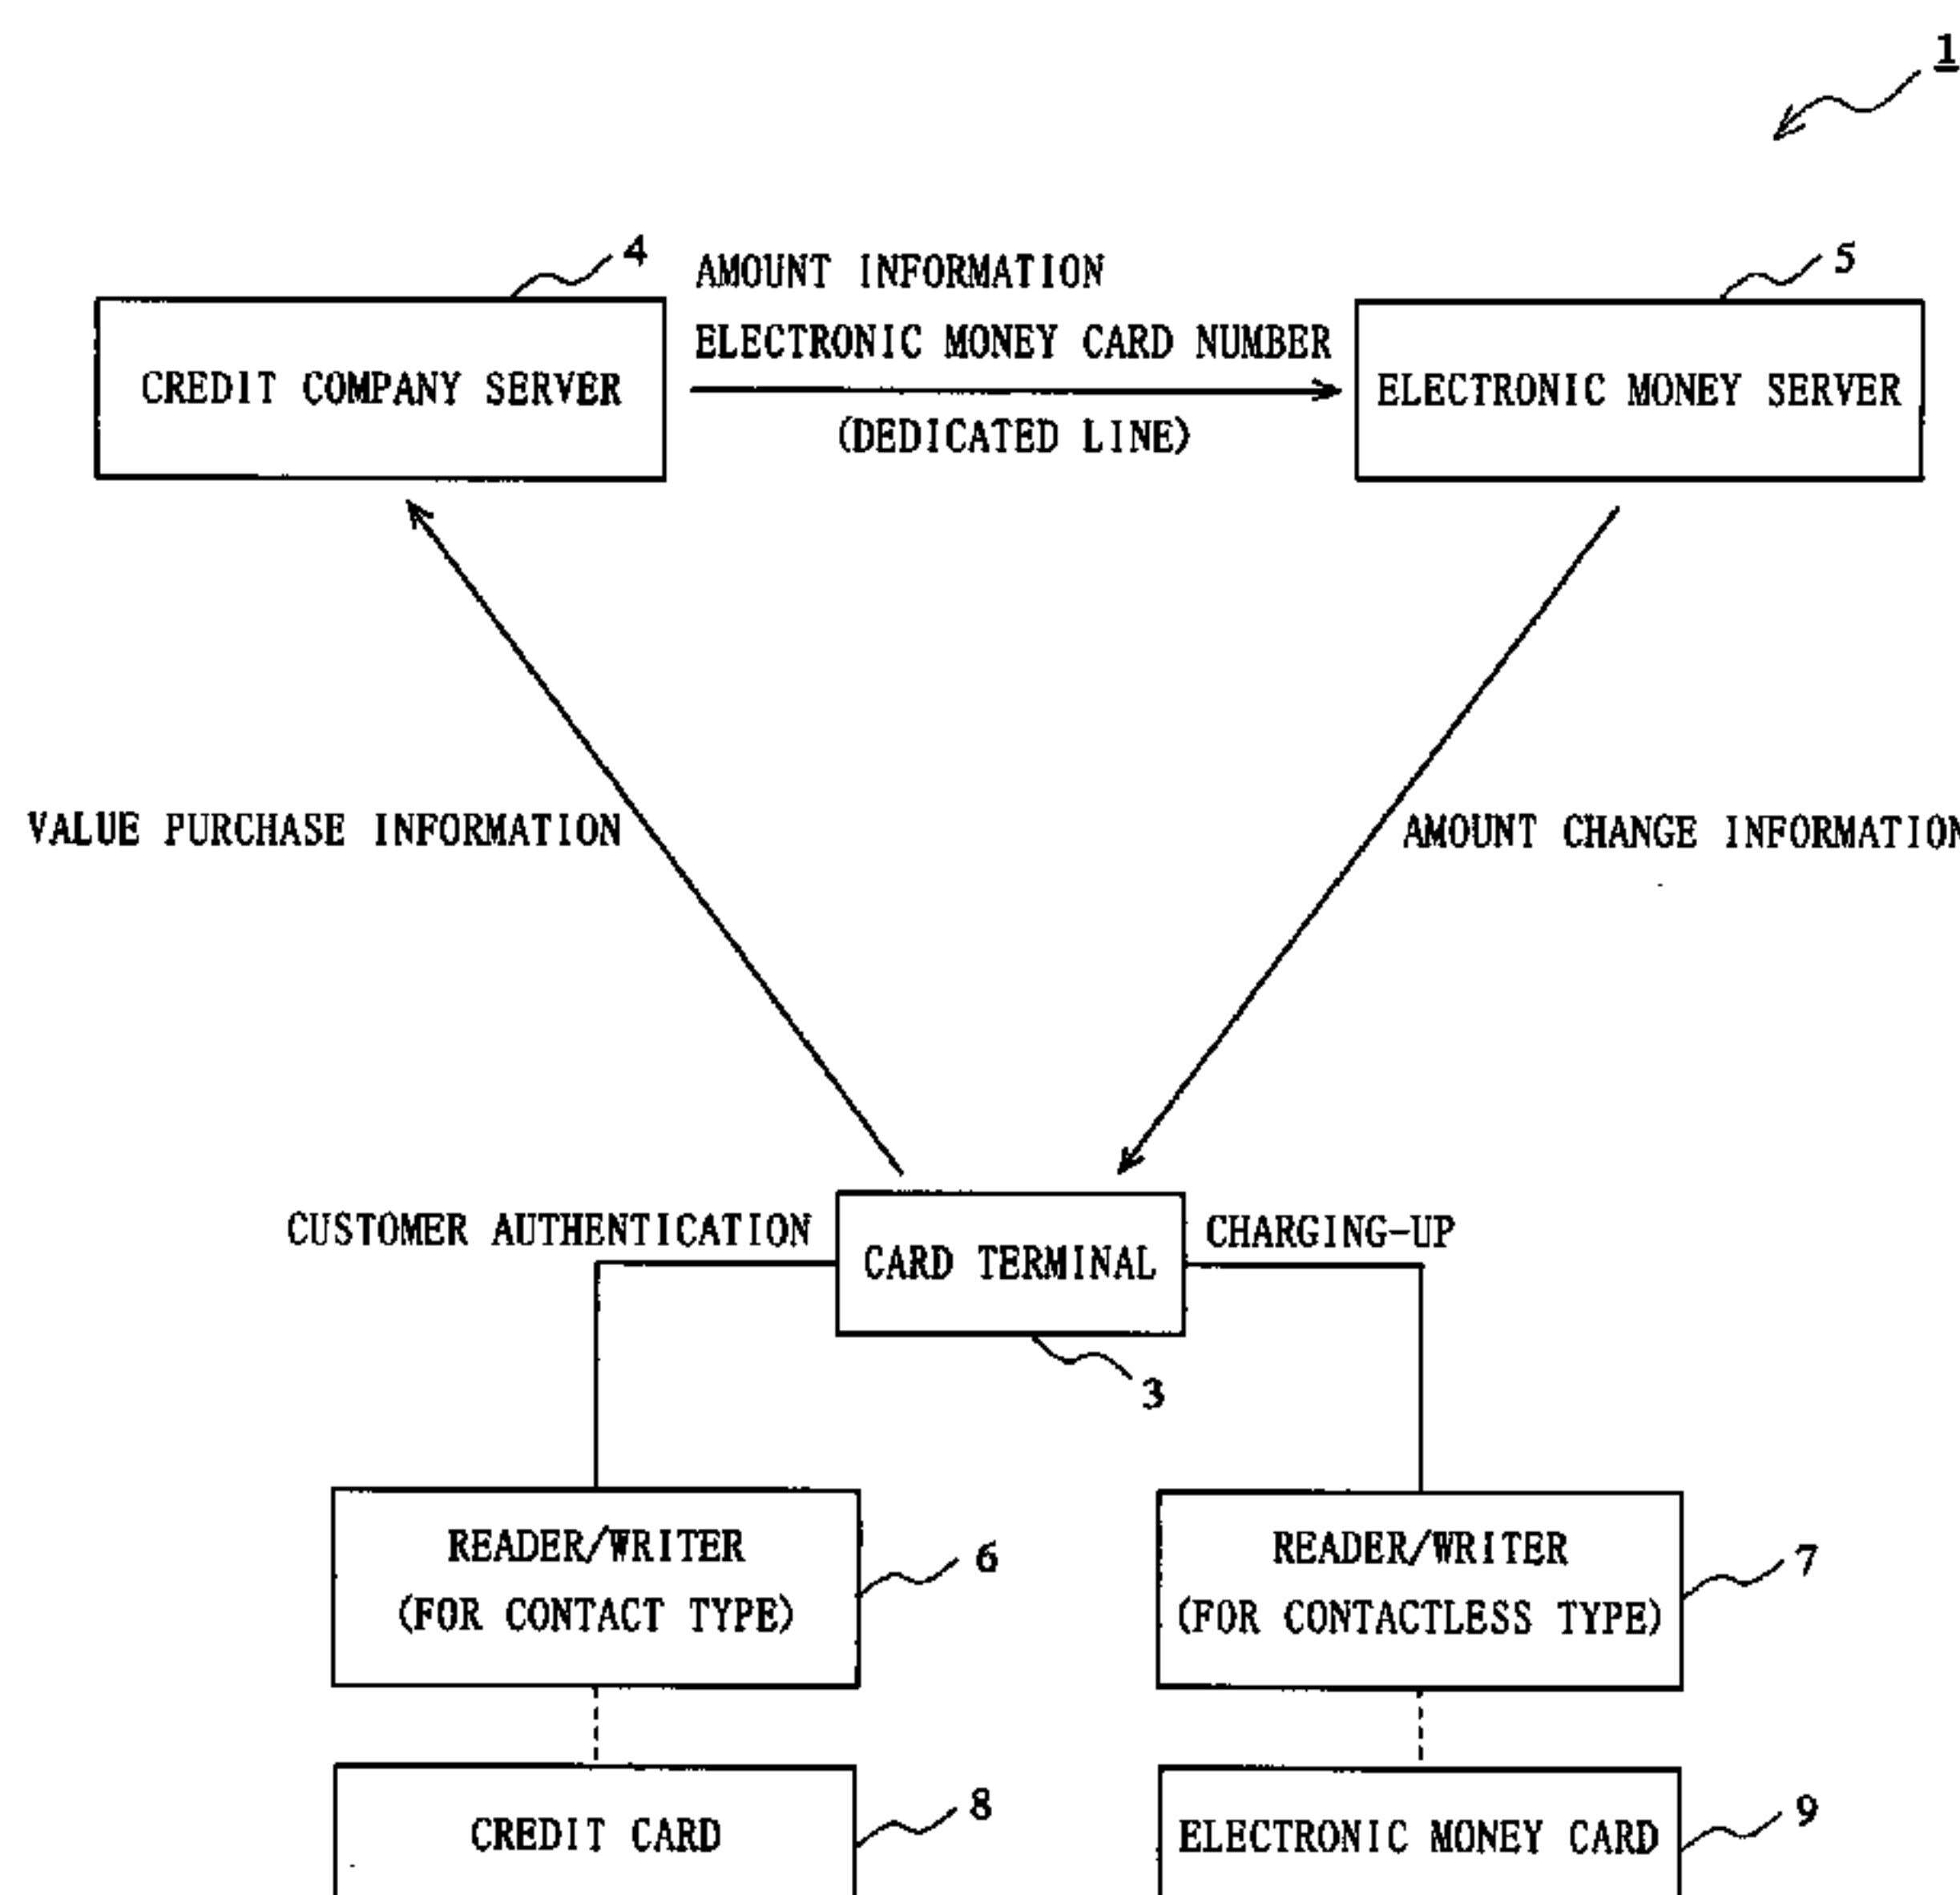 1
4
AMOUNT INFORMATION
5
ELECTRONIC MONEY CARD NUMBER
CREDIT COMPANY SERVER
ELECTRONIC MONEY SERVER
(DEDICATED LINE)
VALUE PURCHASE INFORMATION
AMOUNT CHANGE INFORMATION
CUSTOMER AUTHENTICATION
CHARGING-UP
CARD TERMINAL
3
READER/WRITER
(FOR CONTACT TYPE)
6
READER/WRITER
(FOR CONTACTLESS TYPE)
7
CREDIT CARD
8
ELECTRONIC MONEY CARD
9